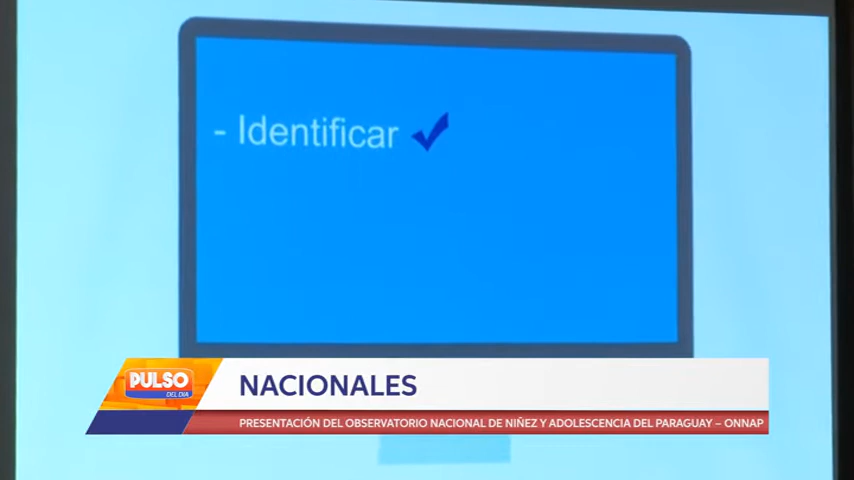 - Identificar
PULSO
DEL DIA
NACIONALES
PRESENTACIÓN DEL OBSERVATORIO NACIONAL DE NIÑEZ Y ADOLESCENCIA DEL PARAGUAY – ONNAP